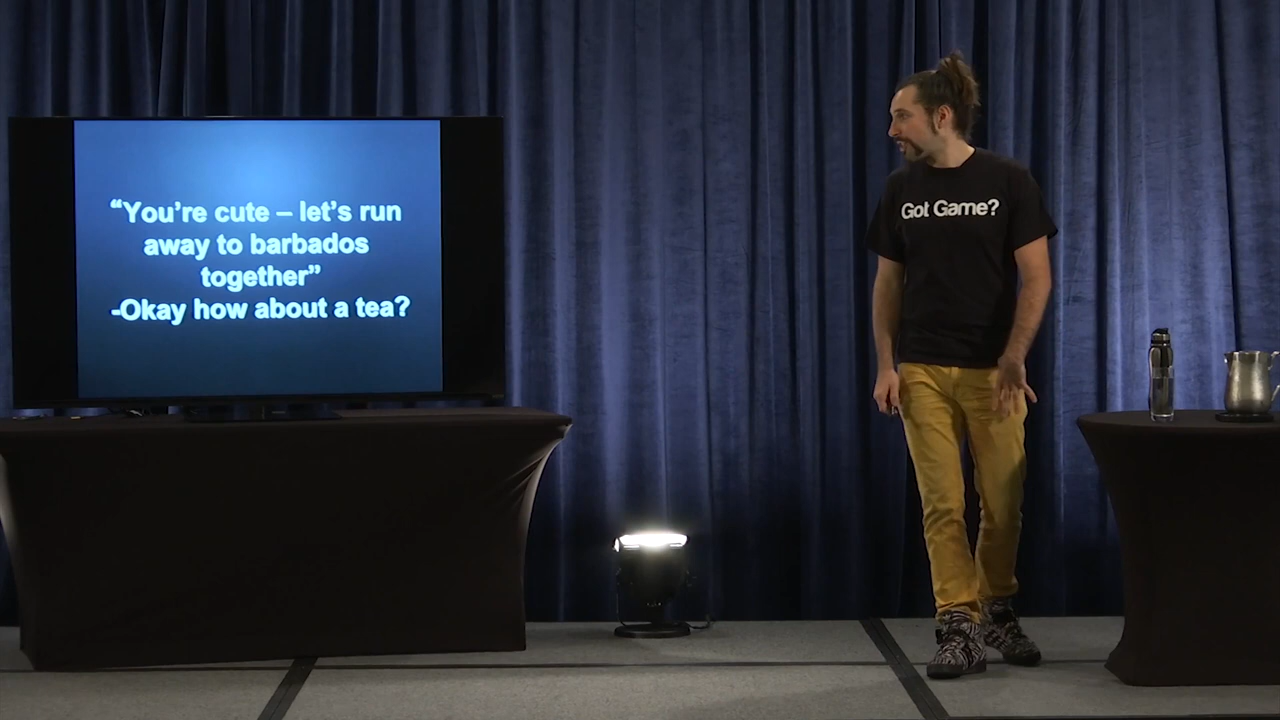 “You’re cute – let’s run
away to barbados
together”
-Okay how about a tea?
Got Game?